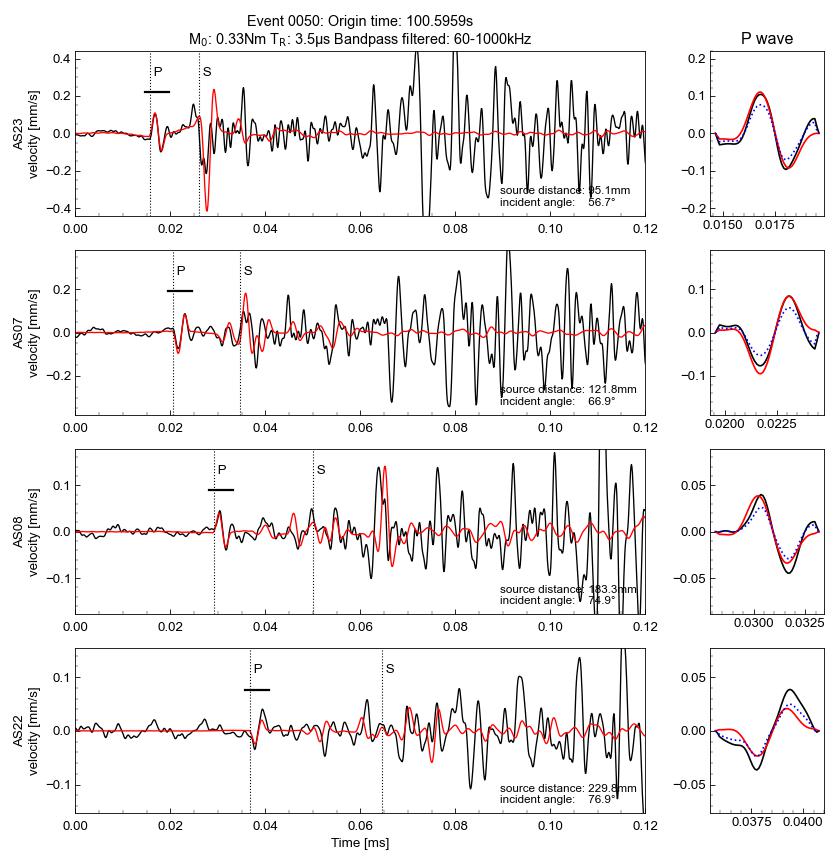 Event 0050: Origin time: 100.5959s
M0: 0.33Nm TR: 3.5μs Bandpass filtered: 60-1000kHz
P wave
AS23
velocity [mm/s]
0.4
0.2
0.0
−0.2
−0.4
P
S
source distance: 95.1mm
incident angle: 56.7°
0.00 0.02 0.04 0.06 0.08 0.10 0.12
0.2
0.1
0.0
−0.1
−0.2
0.0150 0.0175
AS07
velocity [mm/s]
0.2
0.0
−0.2
P
S
source distance: 121.8mm
incident angle: 66.9°
0.00 0.02 0.04 0.06 0.08 0.10 0.12
0.1
0.0
−0.1
0.0200 0.0225
AS08
velocity [mm/s]
0.1
0.0
−0.1
P
S
source distance: 183.3mm
incident angle: 74.9°
0.00 0.02 0.04 0.06 0.08 0.10 0.12
0.05
0.00
−0.05
0.0300 0.0325
AS22
velocity [mm/s]
0.1
0.0
−0.1
P
S
source distance: 229.8mm
incident angle: 76.9°
0.00 0.02 0.04 0.06 0.08 0.10 0.12
Time [ms]
0.05
0.00
−0.05
0.0375 0.0400